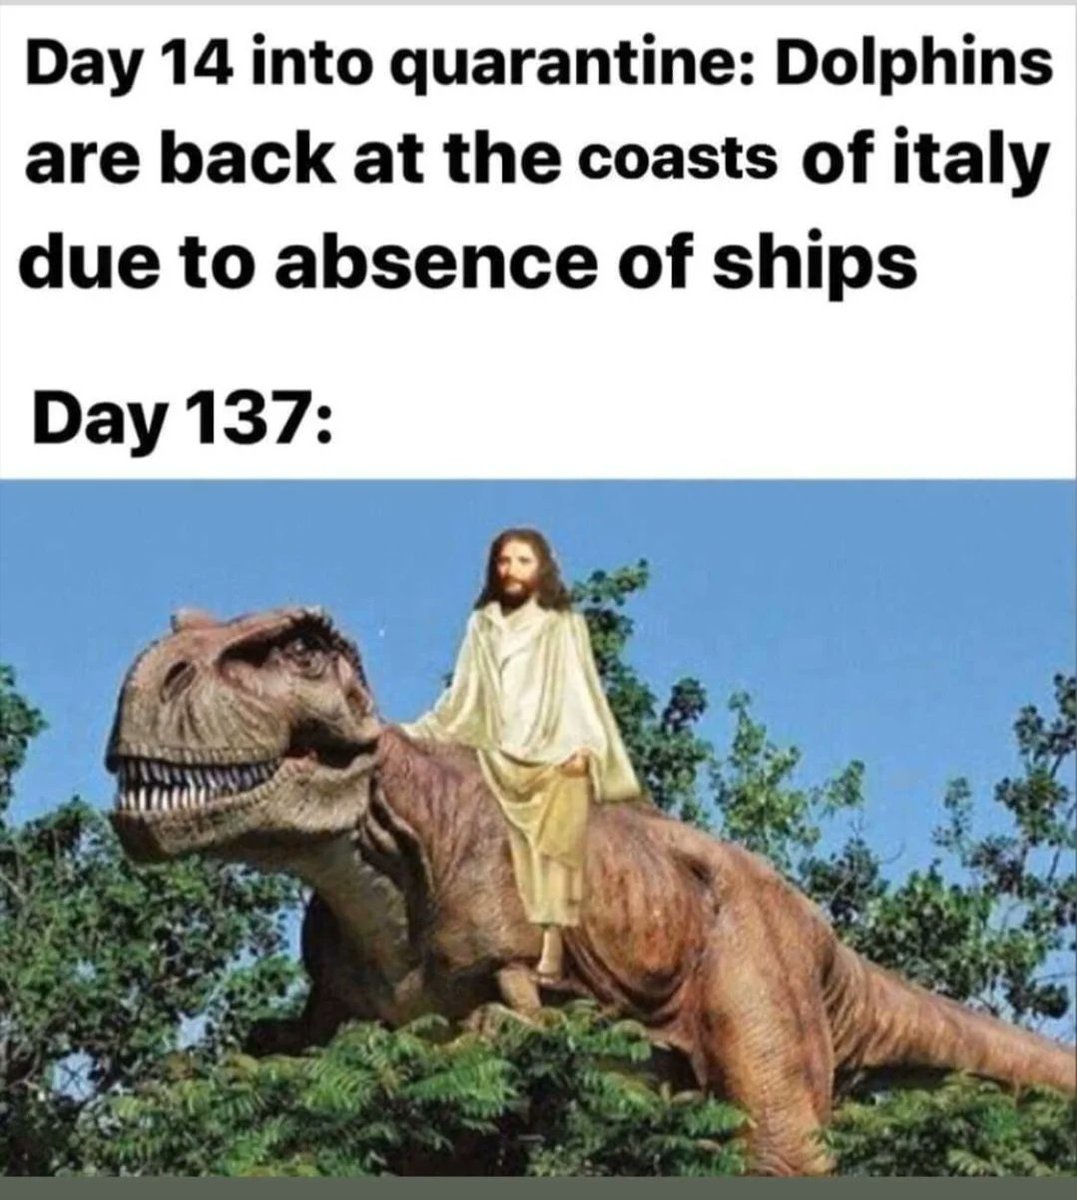 Day 14 into quarantine: Dolphins
are back at the coasts of italy
due to absence of ships
Day 137: